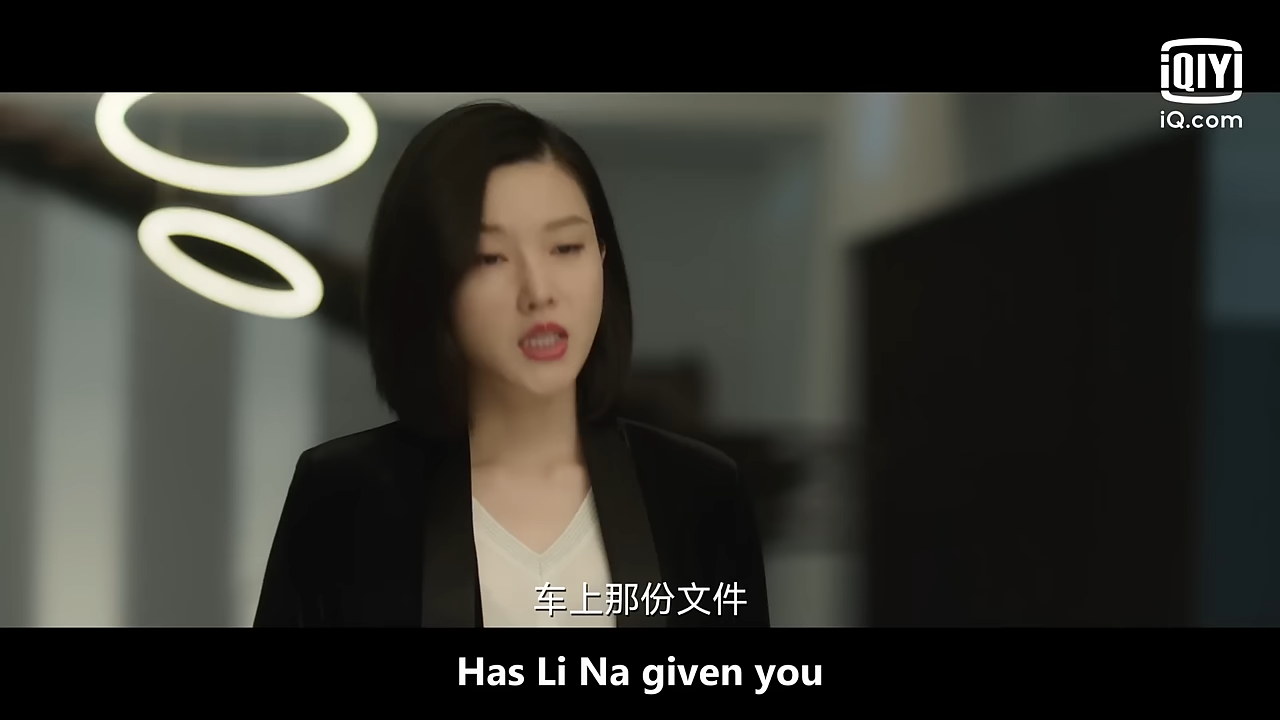 iQIYI
iQ.com
车上那份文件
Has Li Na given you